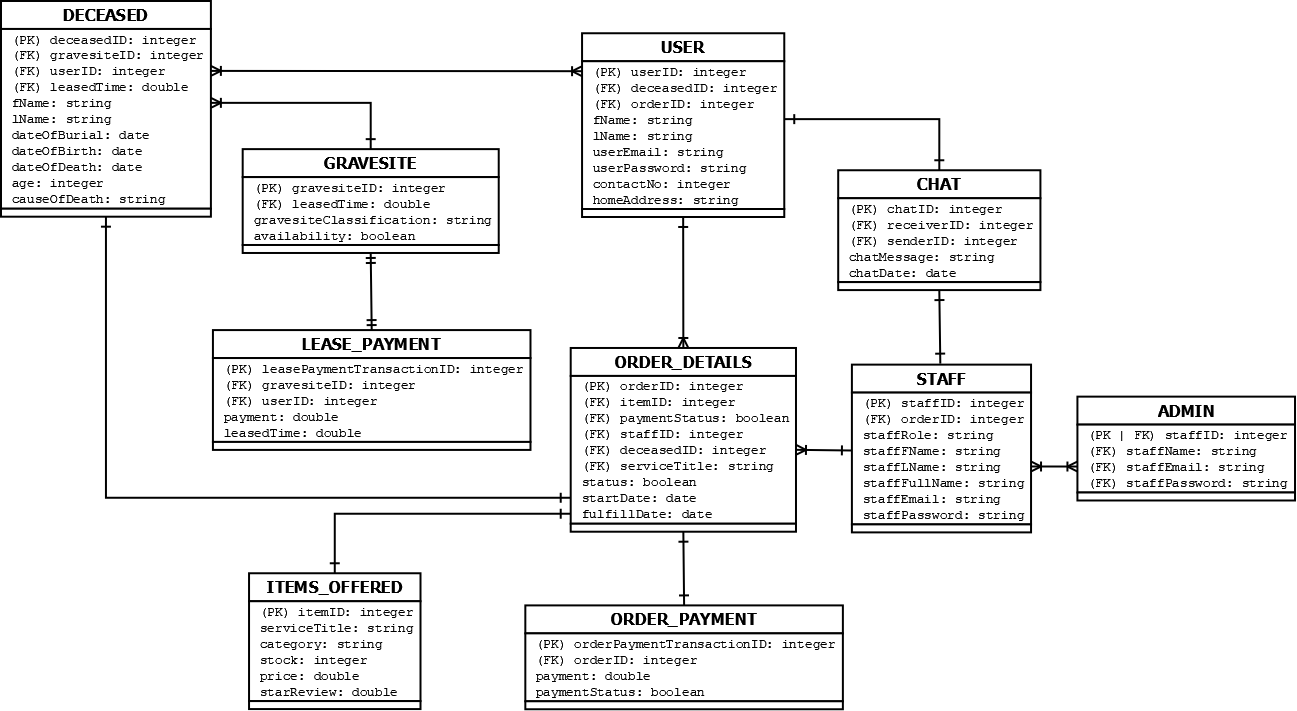 DECEASED
(PK) deceasedID: integer
(FK) gravesiteID: integer
(FK) userID: integer
(FK) leasedTime: double
fName: string
lName: string
dateOfBurial: date
dateOfBirth: date
dateOfDeath: date
age: integer
causeOfDeath: string
USER
(PK) userID: integer
(FK) deceasedID: integer
(FK) orderID: integer
fName: string
lName: string
userEmail: string
userPassword: string
contactNo: integer
homeAddress: string
GRAVESITE
(PK) gravesiteID: integer
(FK) leasedTime: double
gravesiteClassification: string
availability: boolean
CHAT
(PK) chatID: integer
(FK) receiverID: integer
(FK) senderID: integer
chatMessage: string
chatDate: date
LEASE_PAYMENT
(PK) leasePaymentTransactionID: integer
(FK) gravesiteID: integer
(FK) userID: integer
payment: double
leasedTime: double
ORDER_DETAILS
(PK) orderID: integer
(FK) itemID: integer
(FK) paymentStatus: boolean
(FK) staffID: integer
(FK) deceasedID: integer
(FK) serviceTitle: string
status: boolean
startDate: date
fulfillDate: date
STAFF
(PK) staffID: integer
(FK) orderID: integer
staffRole: string
staffFName: string
staffLName: string
staffFullName: string
staffEmail: string
staffPassword: string
ADMIN
(PK | FK) staffID: integer
(FK) staffName: string
(FK) staffEmail: string
(FK) staffPassword: string
ITEMS_OFFERED
(PK) itemID: integer
serviceTitle: string
category: string
stock: integer
price: double
starReview: double
ORDER_PAYMENT
(PK) orderPaymentTransactionID: integer
(FK) orderID: integer
payment: double
paymentStatus: boolean